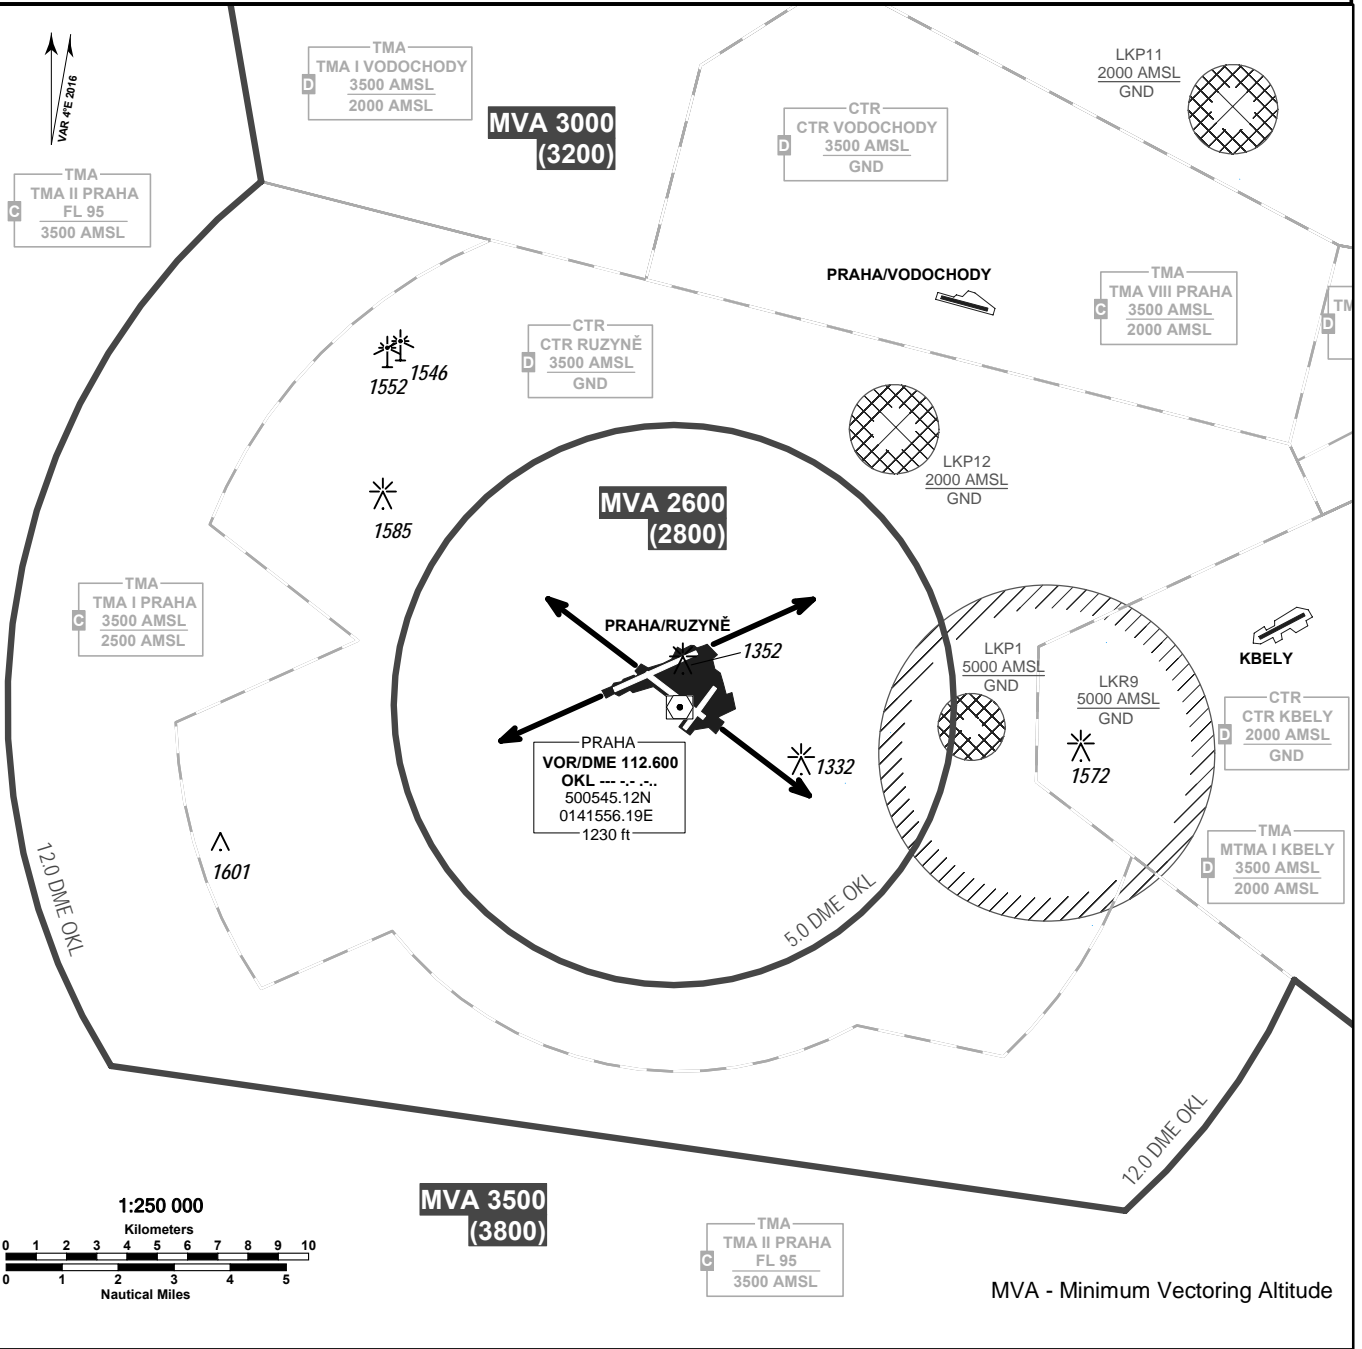 VAR 4°E 2016
TMA
TMA I VODOCHODY
D
3500 AMSL
2000 AMSL
MVA 3000
(3200)
LKP11
2000 AMSL
GND
CTR
CTR VODOCHODY
D
3500 AMSL
GND
TMA
TMA II PRAHA
C
FL 95
3500 AMSL
PRAHA/VODOCHODY
TMA
TMA VIII PRAHA
C
3500 AMSL
2000 AMSL
TM
D
CTR
CTR RUZYNĚ
D
3500 AMSL
GND
1552
1546
LKP12
2000 AMSL
GND
1585
MVA 2600
(2800)
TMA
TMA I PRAHA
C
3500 AMSL
2500 AMSL
PRAHA/RUZYNĚ
1352
LKP1
5000 AMSL
GND
KBELY
LKR9
5000 AMSL
GND
1572
CTR
CTR KBELY
D
2000 AMSL
GND
PRAHA
VOR/DME 112.600
OKL --- -.- .-..
500545.12N
0141556.19E
1230 ft
1332
TMA
MTMA I KBELY
D
3500 AMSL
2000 AMSL
1601
12.0 DME OKL
5.0 DME OKL
12.0 DME OKL
1:250 000
Kilometers
0 1 2 3 4 5 6 7 8 9 10
0 1 2 3 4 5
Nautical Miles
MVA 3500
(3800)
TMA
TMA II PRAHA
C
FL 95
3500 AMSL
MVA - Minimum Vectoring Altitude